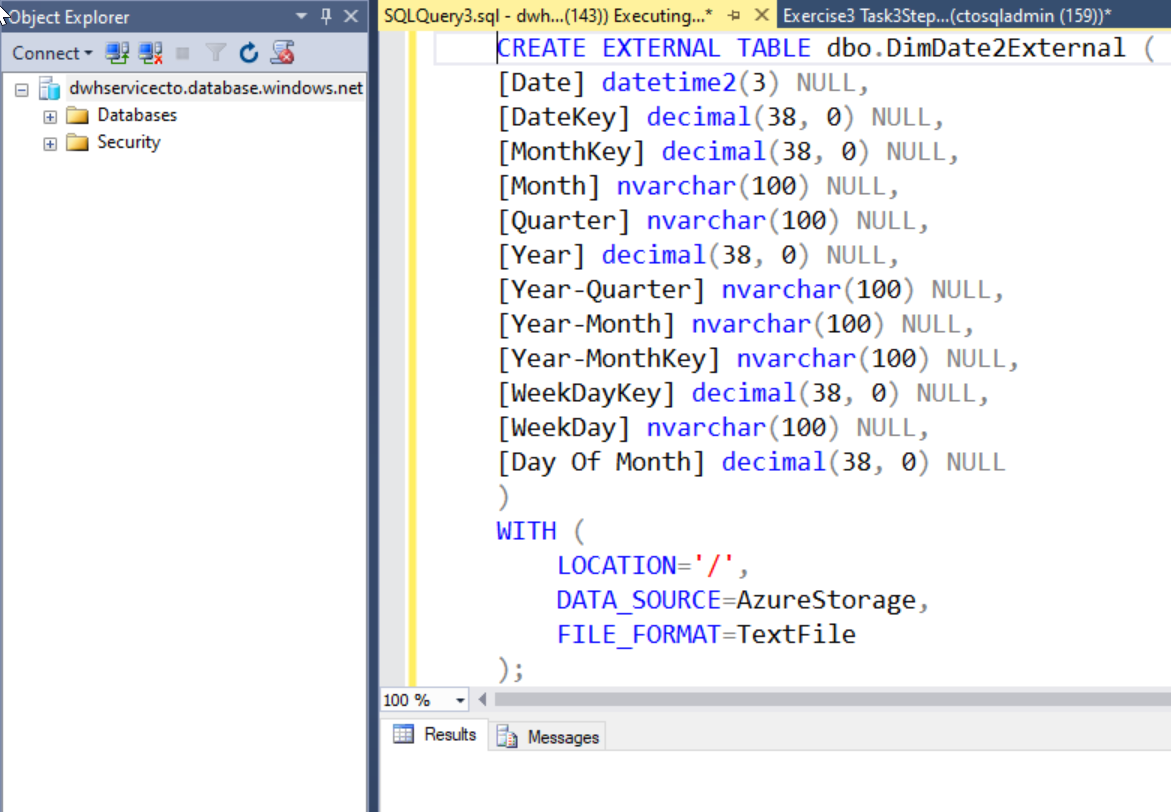 Object Explorer
Connect
dwhservicecto.database.windows.net
Databases
Security
SQLQuery3.sql - dwh...(143)) Executing...*
Exercise3 Task3Step...(ctosqladmin (159))*
CREATE EXTERNAL TABLE dbo.DimDate2External (
[Date] datetime2(3) NULL,
[DateKey] decimal(38, 0) NULL,
[MonthKey] decimal(38, 0) NULL,
[Month] nvarchar(100) NULL,
[Quarter] nvarchar(100) NULL,
[Year] decimal(38, 0) NULL,
[Year-Quarter] nvarchar(100) NULL,
[Year-Month] nvarchar(100) NULL,
[Year-MonthKey] nvarchar(100) NULL,
[WeekDayKey] decimal(38, 0) NULL,
[WeekDay] nvarchar(100) NULL,
[Day Of Month] decimal(38, 0) NULL
)
WITH (
LOCATION='/',
DATA_SOURCE=AzureStorage,
FILE_FORMAT=TextFile
);
100 %
Results
Messages